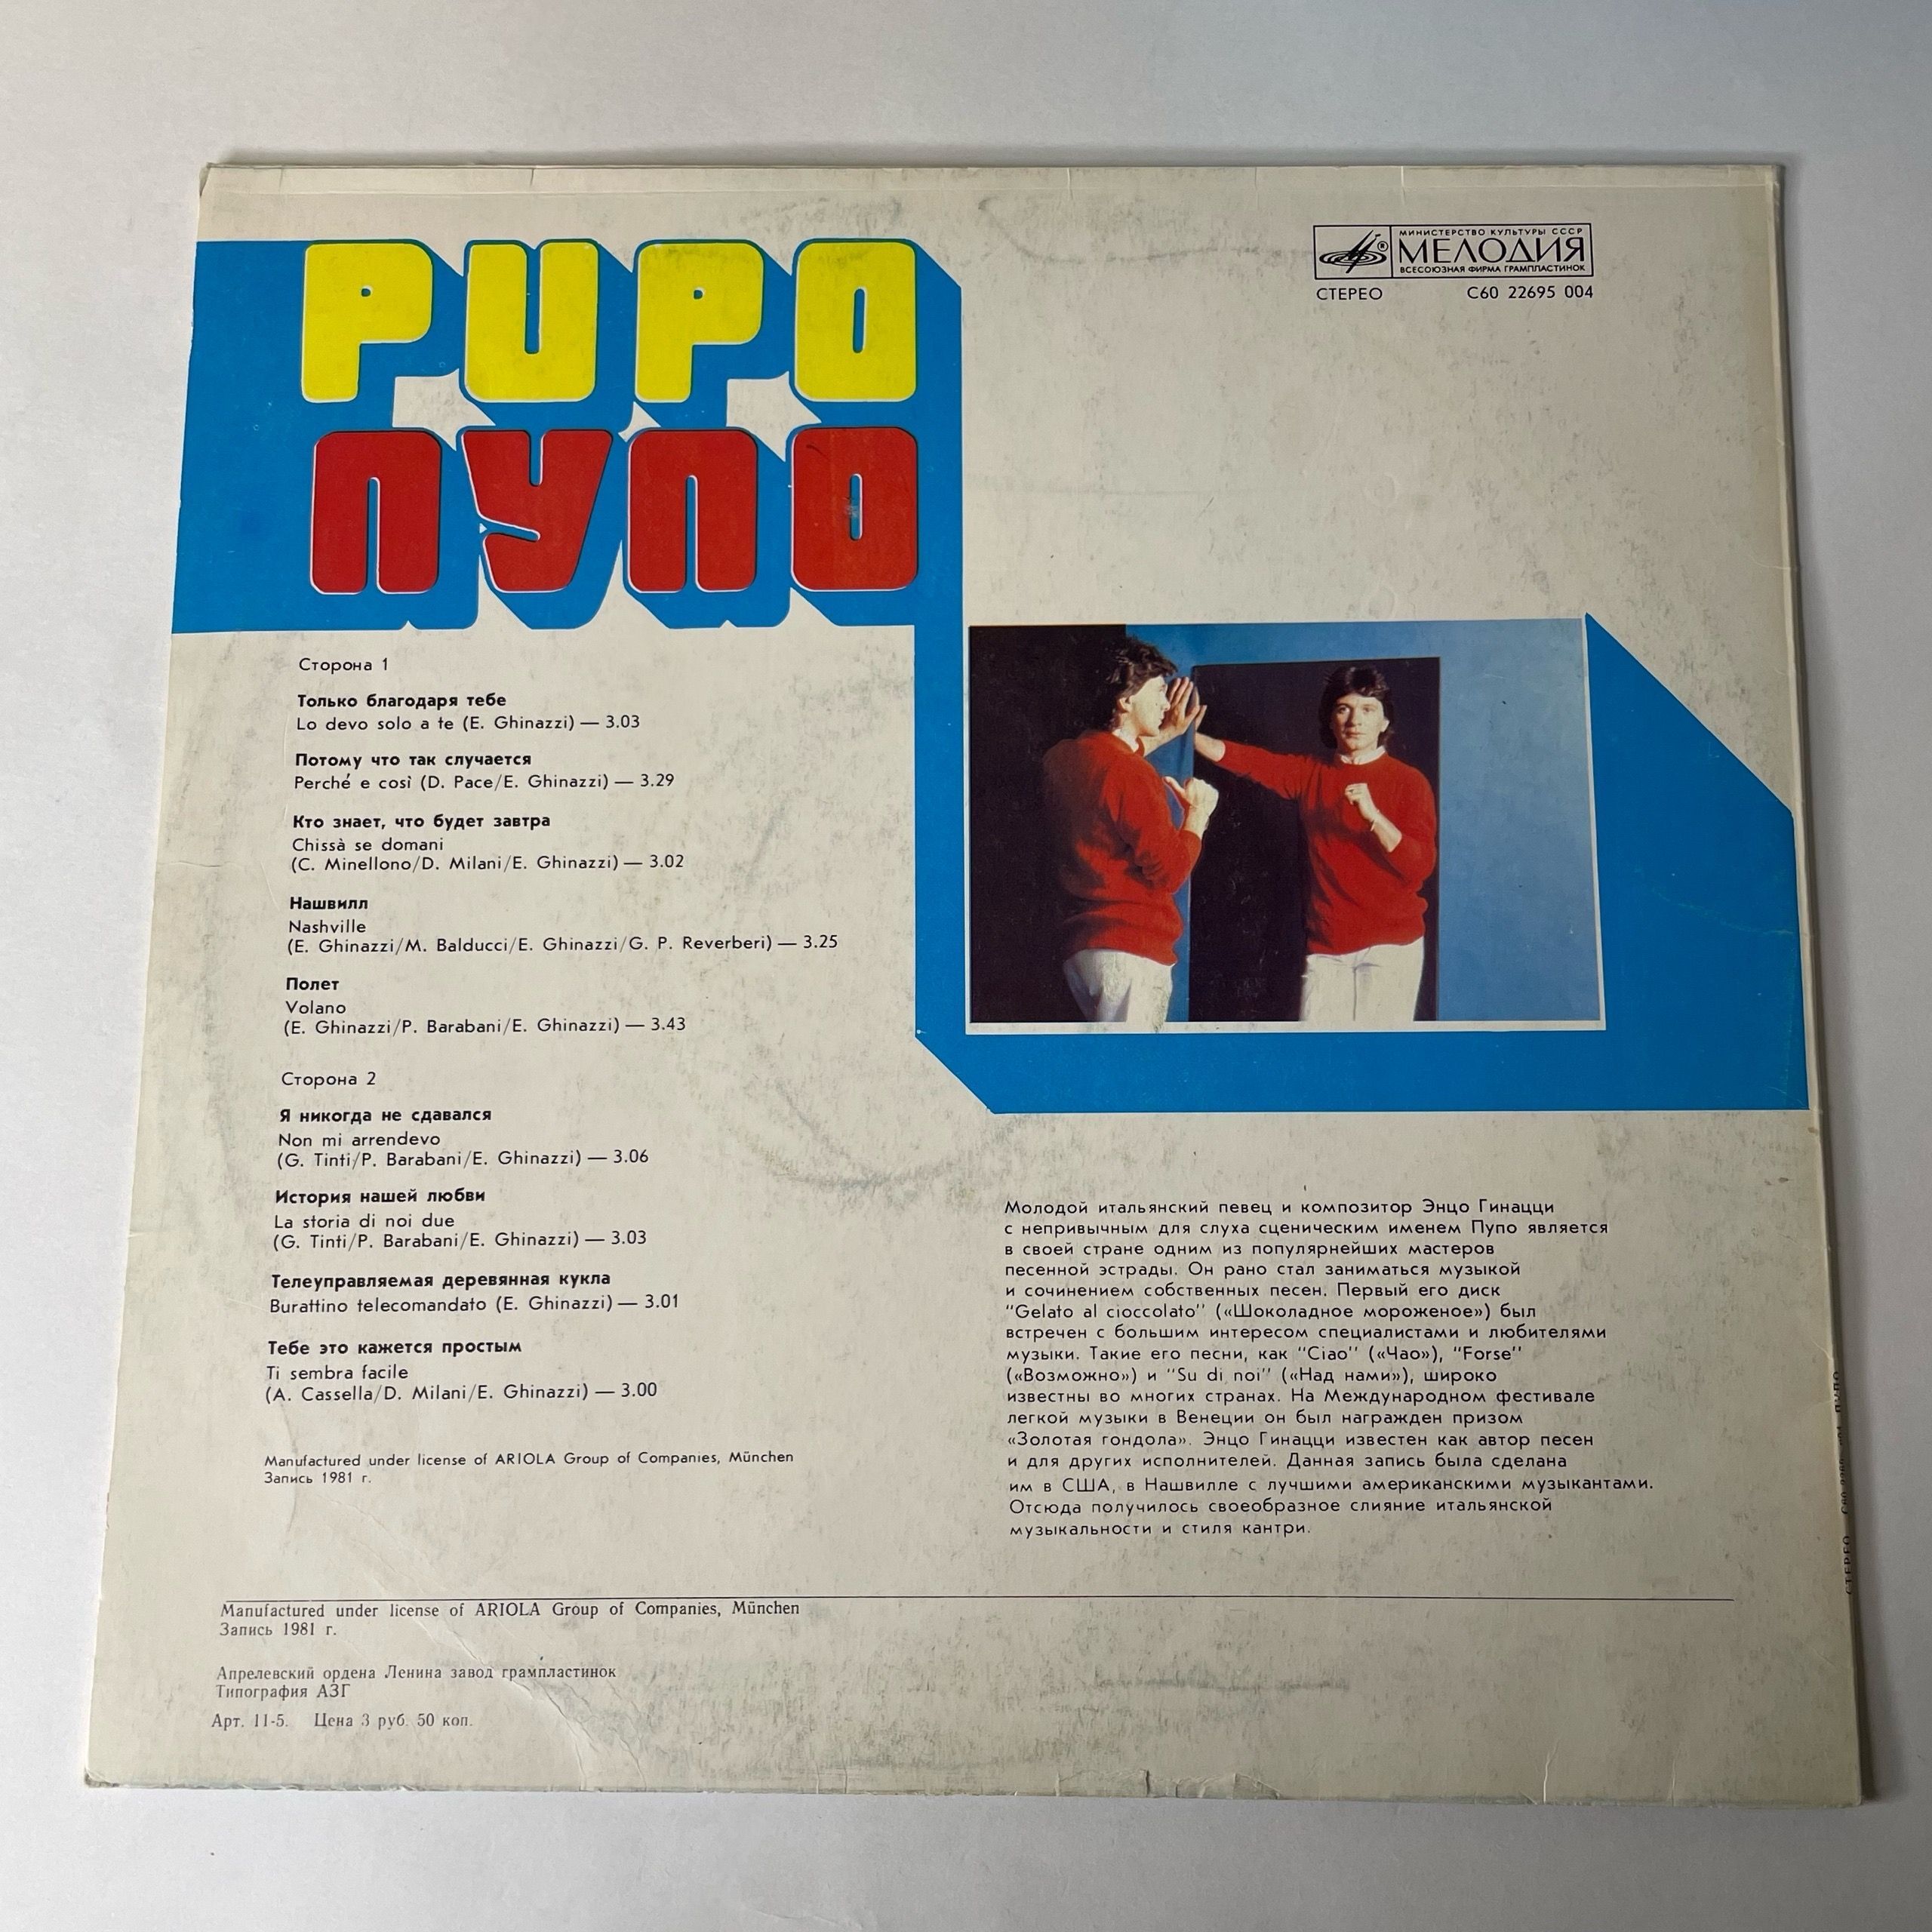 PUPO
ПУПО
МИНИСТЕРСТВО КУЛЬТУРЫ СССР
МЕЛОДИЯ
ВСЕСОЮЗНАЯ ФИРМА ГРАМПЛАСТИНОК
СТЕРЕО С60 22695 004
Сторона 1
Только благодаря тебе
Lo devo solo a te (E. Ghinazzi) — 3.03
Потому что так случается
Perché e così (D. Pace/E. Ghinazzi) — 3.29
Кто знает, что будет завтра
Chissà se domani
(C. Minellono/D. Milani/E. Ghinazzi) — 3.02
Нашвилл
Nashville
(E. Ghinazzi/M. Balducci/E. Ghinazzi/G. P. Reverberi) — 3.25
Полет
Volano
(E. Ghinazzi/P. Barabani/E. Ghinazzi) — 3.43
Сторона 2
Я никогда не сдавался
Non mi arrendevo
(G. Tinti/P. Barabani/E. Ghinazzi) — 3.06
История нашей любви
La storia di noi due
(G. Tinti/P. Barabani/E. Ghinazzi) — 3.03
Телеуправляемая деревянная кукла
Burattino telecomandato (E. Ghinazzi) — 3.01
Тебе это кажется простым
Ti sembra facile
(A. Cassella/D. Milani/E. Ghinazzi) — 3.00
Manufactured under license of ARIOLA Group of Companies, München
Запись 1981 г.
Молодой итальянский певец и композитор Энцо Гинацци
с непривычным для слуха сценическим именем Пупо является
в своей стране одним из популярнейших мастеров
песенной эстрады. Он рано стал заниматься музыкой
и сочинением собственных песен. Первый его диск
"Gelato al cioccolato" («Шоколадное мороженое») был
встречен с большим интересом специалистами и любителями
музыки. Такие его песни, как "Ciao" («Чао»), "Forse"
(«Возможно») и "Su di noi" («Над нами»), широко
известны во многих странах. На Международном фестивале
легкой музыки в Венеции он был награжден призом
«Золотая гондола». Энцо Гинацци известен как автор песен
и для других исполнителей. Данная запись была сделана
им в США, в Нашвилле с лучшими американскими музыкантами.
Отсюда получилось своеобразное слияние итальянской
музыкальности и стиля кантри.
Manufactured under license of ARIOLA Group of Companies, München
Запись 1981 г.
Апрелевский ордена Ленина завод грампластинок
Типография АЗГ
Арт. 11-5. Цена 3 руб. 50 коп.
СТЕРЕО